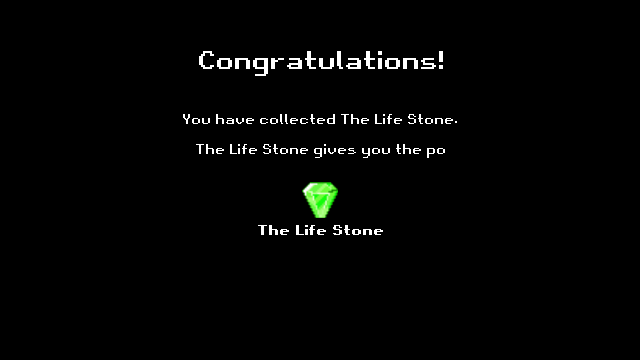 Congratulations!
You have collected The Life Stone.
The Life Stone gives you the po
The Life Stone